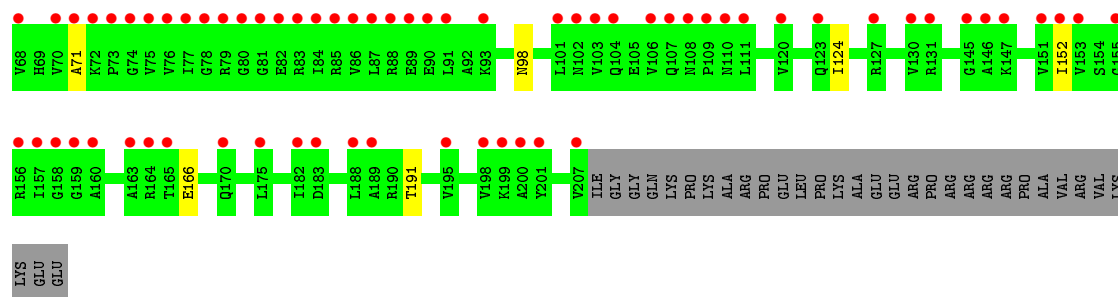 V68 H69 V70 A71 K72 P73 G74 V75 V76 I77 G78 R79 G80 G81 E82 R83 I84 R85 V86 L87 R88 E89 E90 L91 A92 K93 N98 L101 N102 V103 Q104 E105 V106 Q107 N108 P109 N110 L111 V120 Q123 I124 R127 V130 R131 G145 A146 K147 V151 I152 V153 S154 G155
R156 I157 G158 G159 A160 A163 R164 T165 E166 Q170 L175 I182 D183 L188 A189 R190 T191 V195 V198 K199 A200 Y201 V207 ILE GLY GLY GLN LYS PRO LYS ALA ARG PRO GLU LEU PRO LYS ALA GLU GLU ARG PRO ARG ARG ARG ARG PRO ALA VAL ARG VAL LYS
LYS GLU GLU